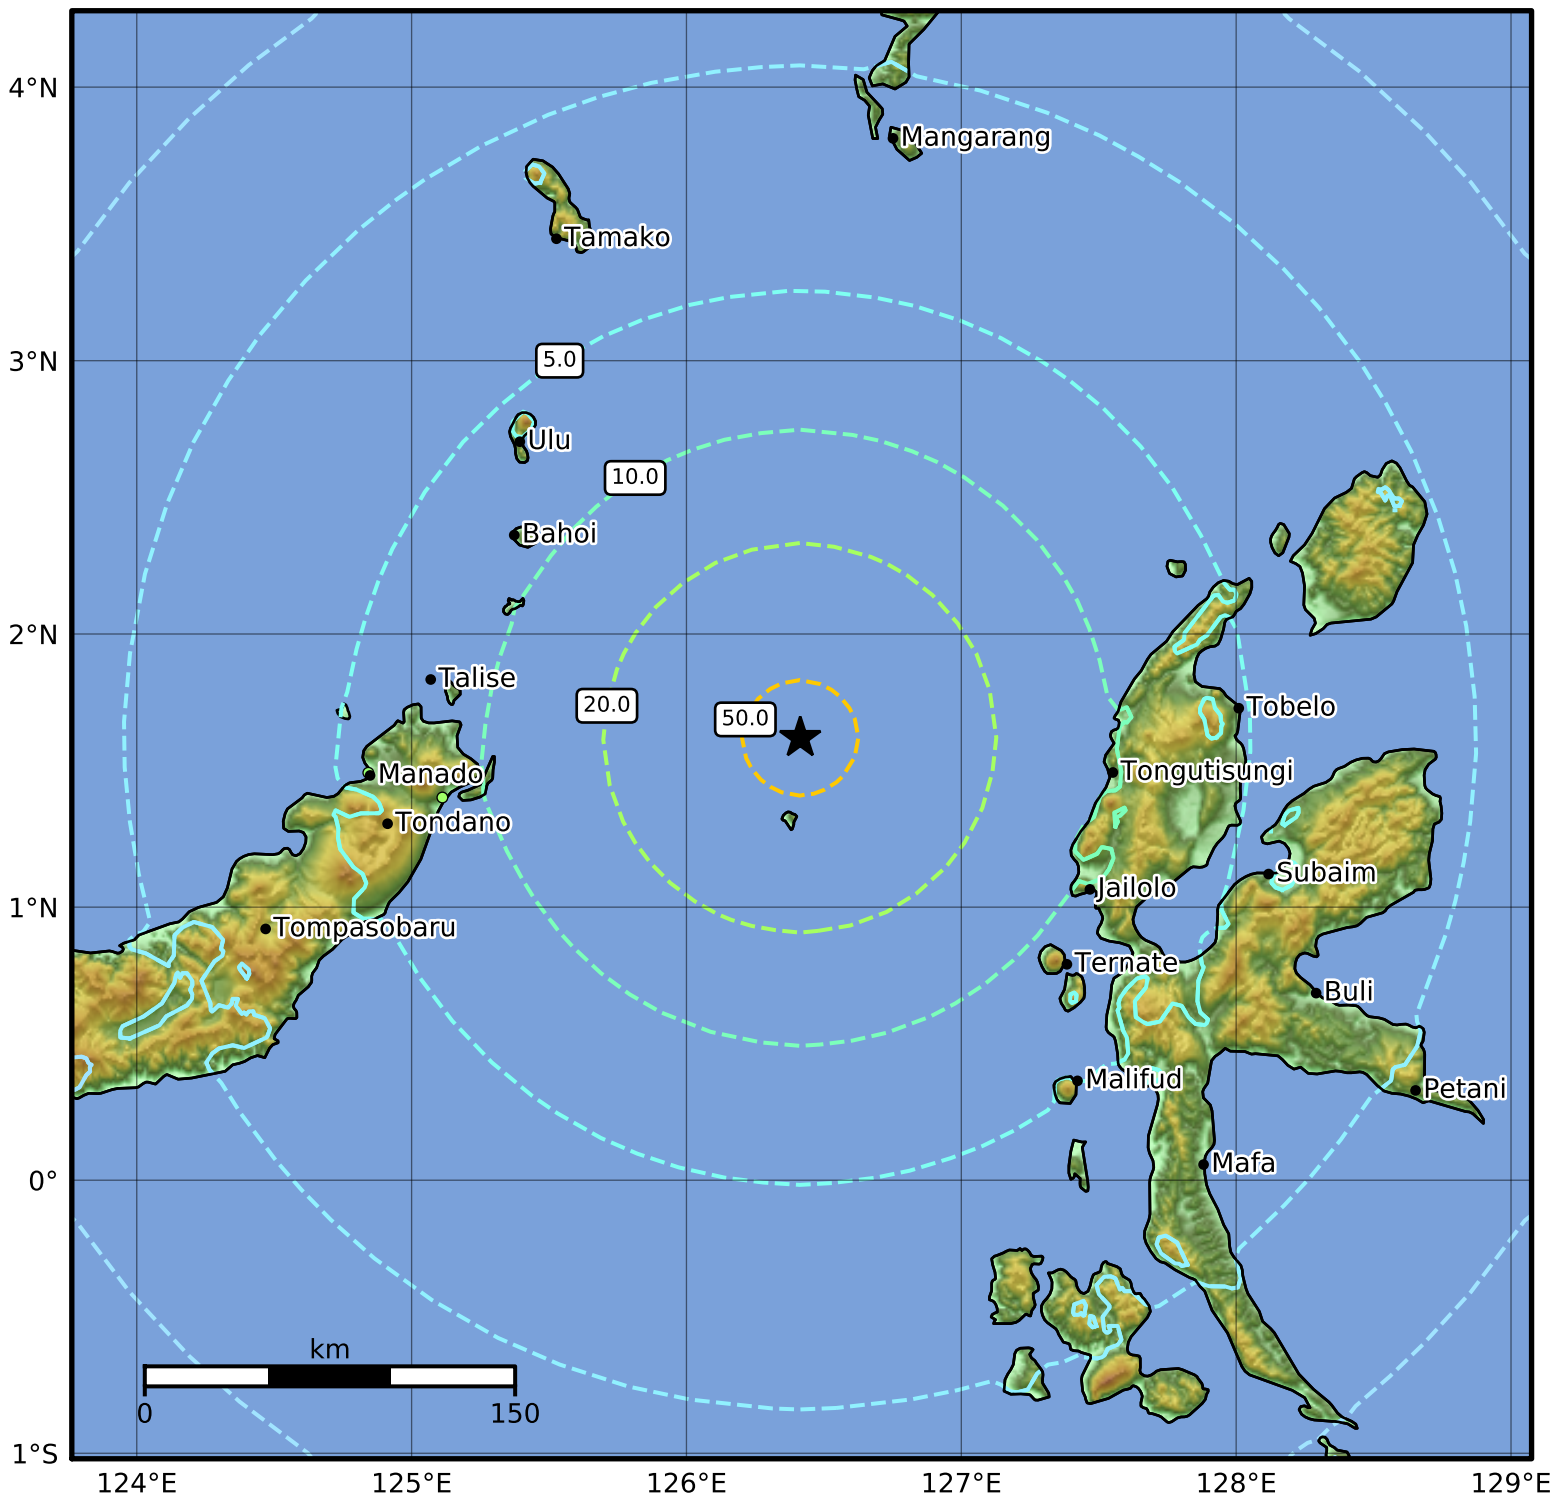 4°N
Mangarang
Tamako
3°N
5.0
Ulu
10.0
Bahoi
2°N
Talise
20.0
50.0
Tobelo
Manado
Tongutisungi
Tondano
Subaim
Jailolo
1°N
Tompasobaru
Ternate
Buli
Malifud
Petani
Mafa
0°
km
0 150
1°S
124°E 125°E 126°E 127°E 128°E 129°E